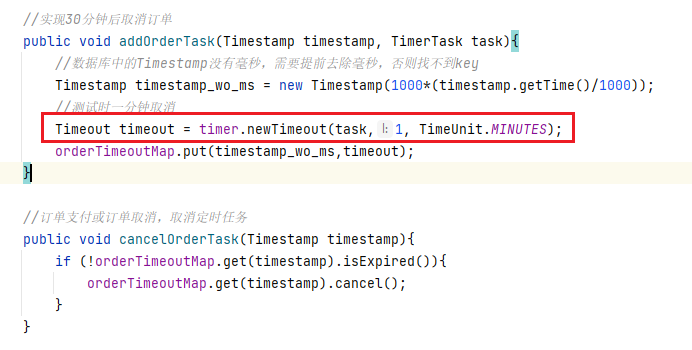 //实现30分钟后取消订单
public void addOrderTask(Timestamp timestamp, TimerTask task){
//数据库中的Timestamp没有毫秒，需要提前去除毫秒，否则找不到key
Timestamp timestamp_wo_ms = new Timestamp(1000*(timestamp.getTime()/1000));
//测试时一分钟取消
Timeout timeout = timer.newTimeout(task, l: 1, TimeUnit.MINUTES);
orderTimeoutMap.put(timestamp_wo_ms,timeout);
}
//订单支付或订单取消，取消定时任务
public void cancelOrderTask(Timestamp timestamp){
if (!orderTimeoutMap.get(timestamp).isExpired()){
orderTimeoutMap.get(timestamp).cancel();
}
}